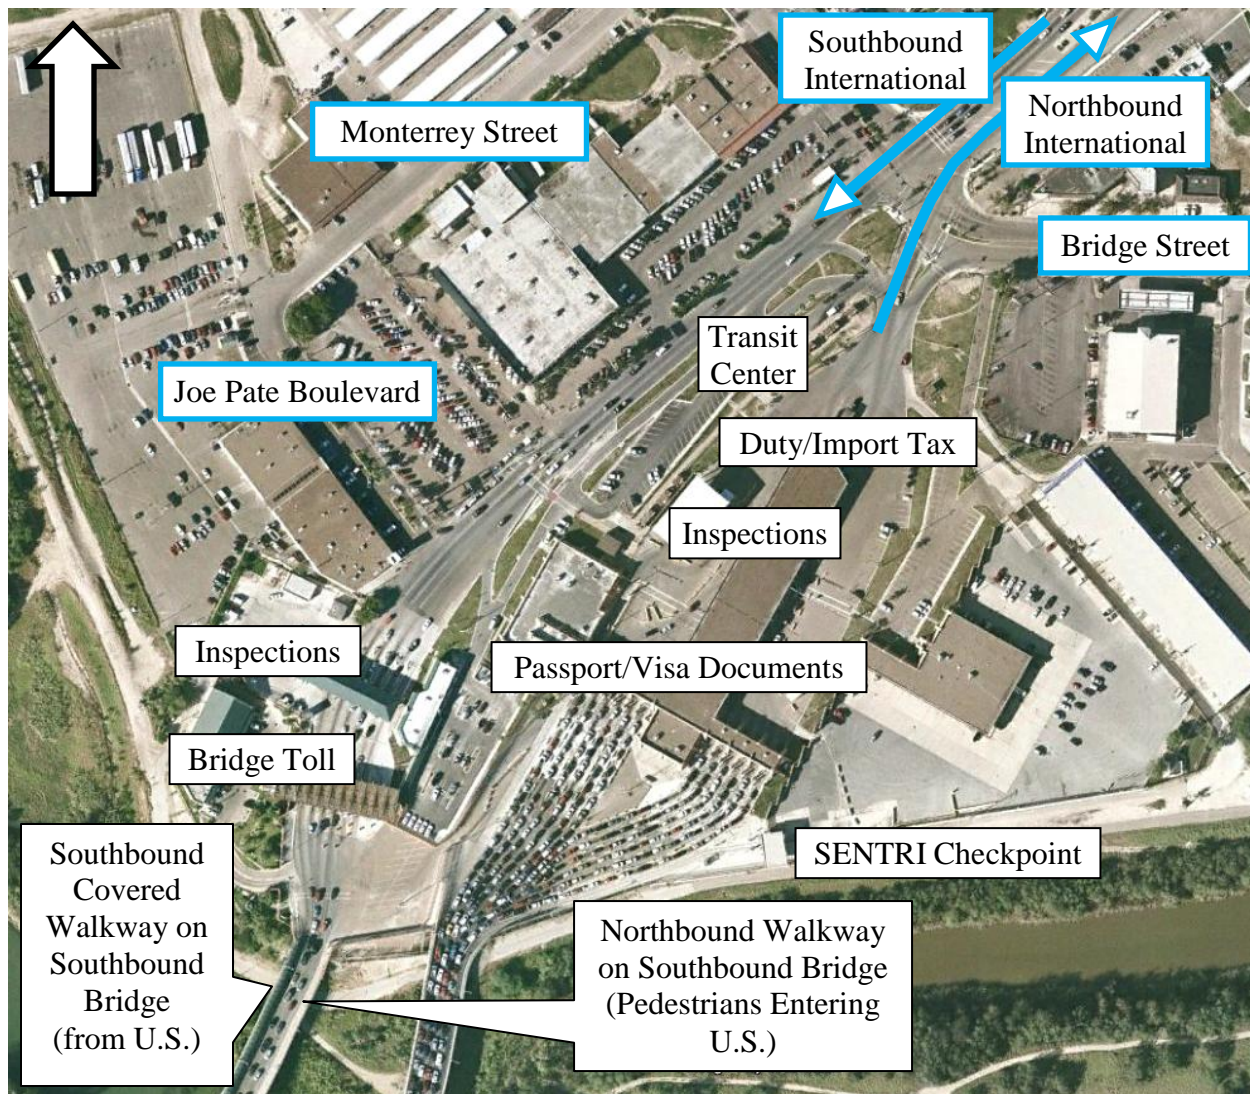 Southbound
International
Northbound
International
Monterrey Street
Bridge Street
Transit
Center
Joe Pate Boulevard
Duty/Import Tax
Inspections
Inspections
Passport/Visa Documents
Bridge Toll
SENTRI Checkpoint
Southbound
Covered
Walkway on
Southbound
Bridge
(from U.S.)
Northbound Walkway
on Southbound Bridge
(Pedestrians Entering
U.S.)